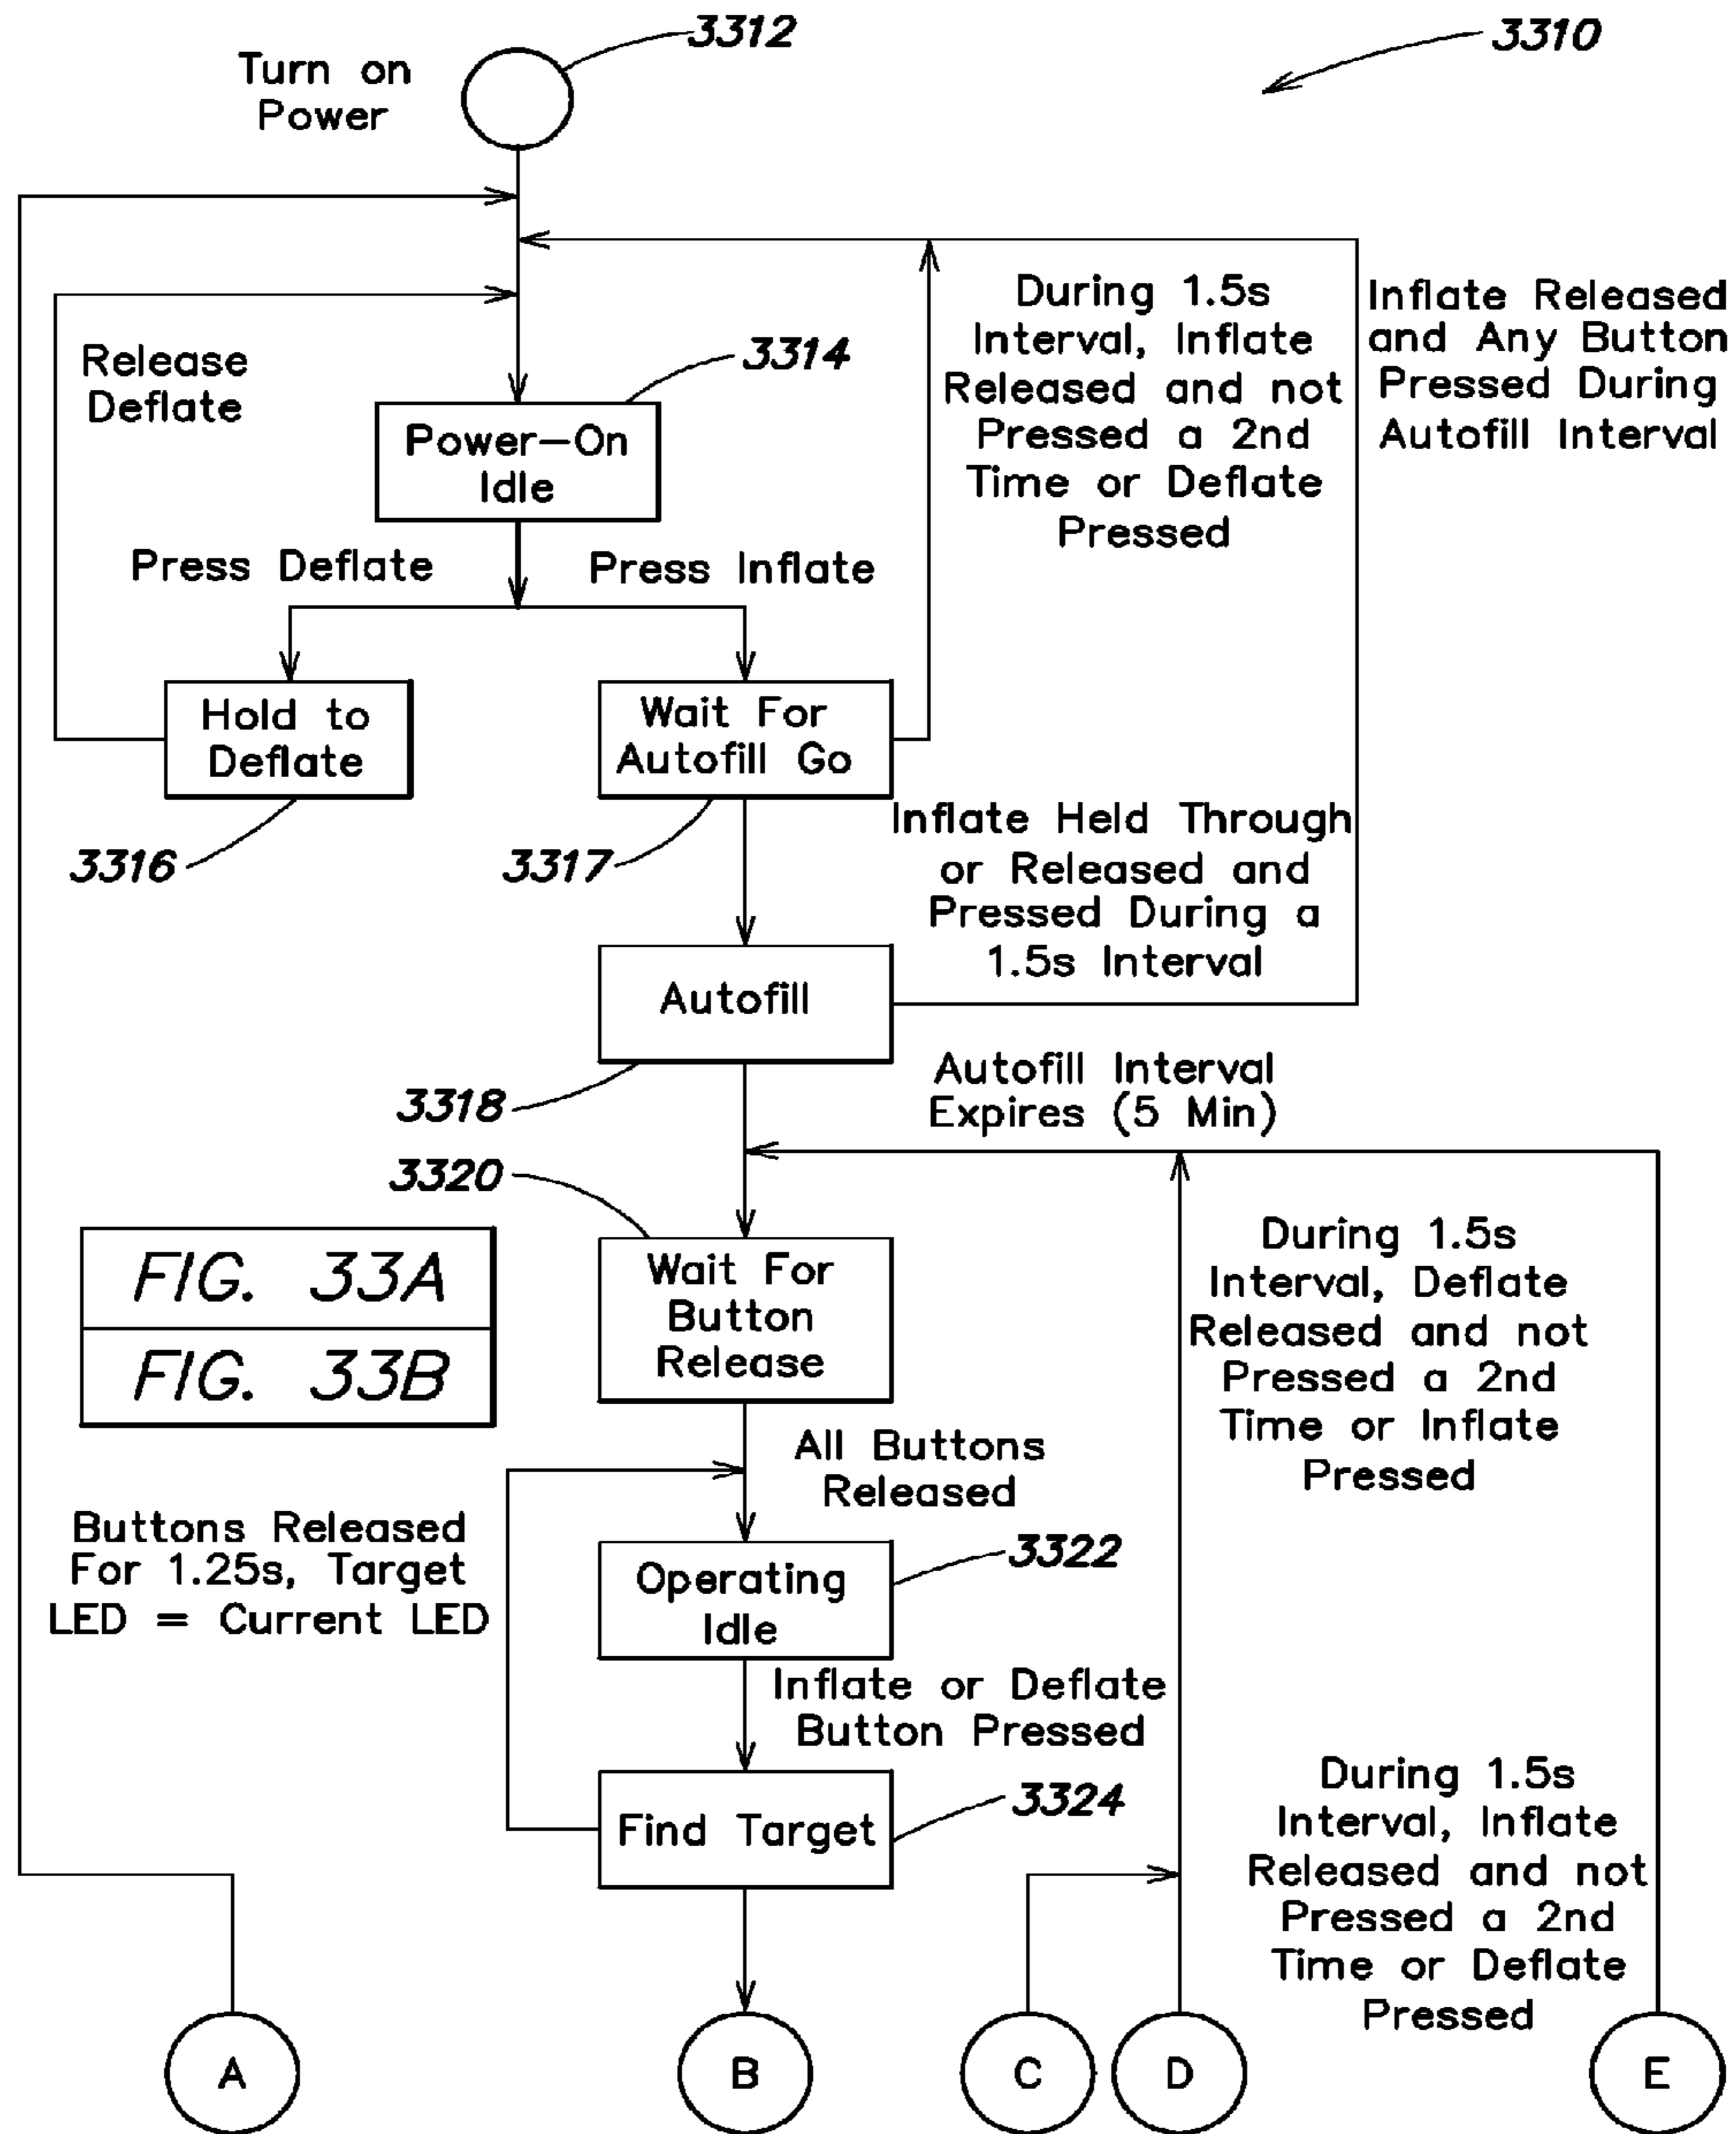 3312
3310
Turn on
Power
Release
Deflate
3314
Power-On
Idle
During 1.5s
Interval, Inflate
Released and not
Pressed a 2nd
Time or Deflate
Pressed
Inflate Released
and Any Button
Pressed During
Autofill Interval
Press Deflate
Press Inflate
Hold to
Deflate
Wait For
Autofill Go
3316
3317
Inflate Held Through
or Released and
Pressed During a
1.5s Interval
Autofill
3318
Autofill Interval
Expires (5 Min)
3320
FIG. 33A
FIG. 33B
Wait For
Button
Release
During 1.5s
Interval, Deflate
Released and not
Pressed a 2nd
Time or Inflate
Pressed
All Buttons
Released
Buttons Released
For 1.25s, Target
LED = Current LED
Operating
Idle
3322
Inflate or Deflate
Button Pressed
Find Target
3324
During 1.5s
Interval, Inflate
Released and not
Pressed a 2nd
Time or Deflate
Pressed
A
B
C
D
E